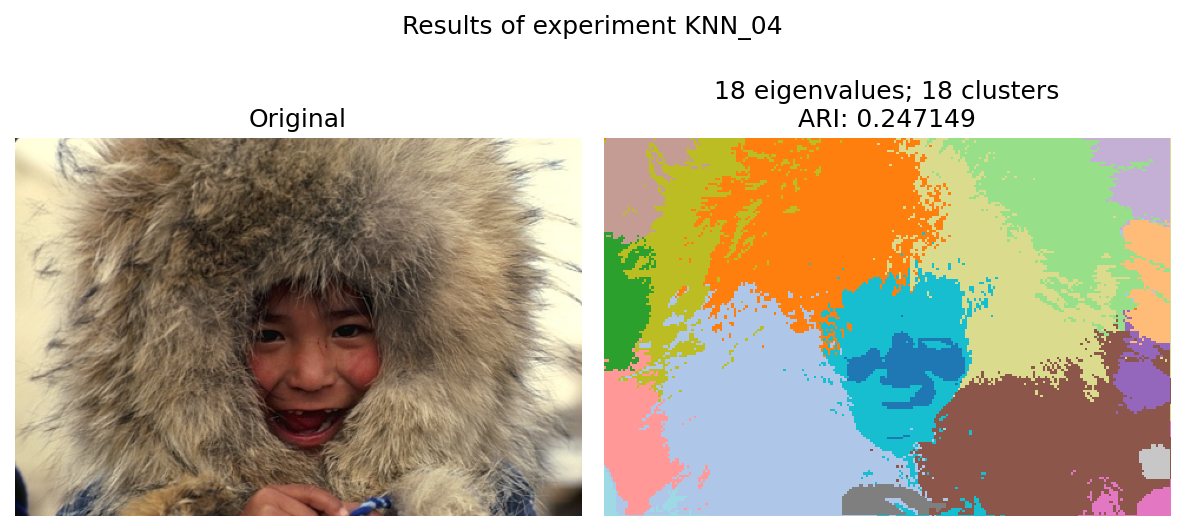 Results of experiment KNN_04
Original
18 eigenvalues; 18 clusters
ARI: 0.247149